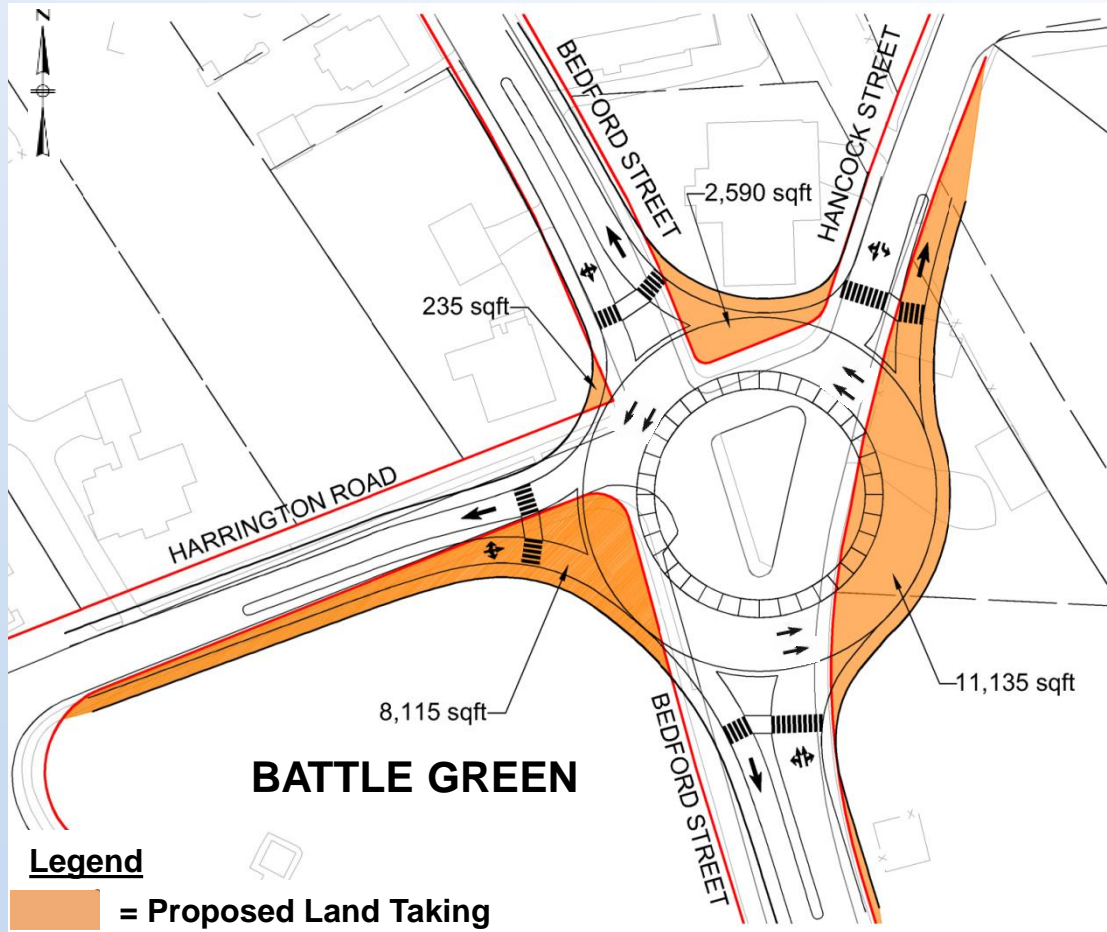 N
BEDFORD STREET
HANCOCK STREET
2,590 sqft
235 sqft
HARRINGTON ROAD
11,135 sqft
8,115 sqft
BEDFORD STREET
BATTLE GREEN
Legend
= Proposed Land Taking